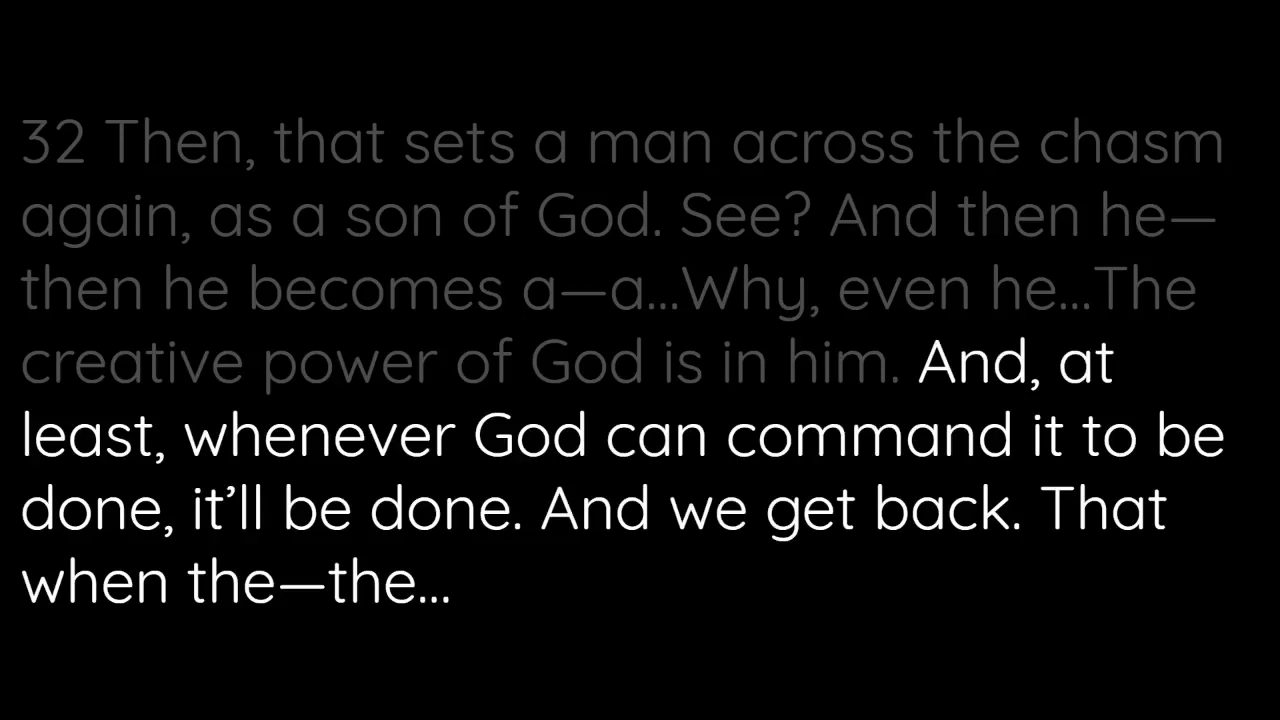 32 Then, that sets a man across the chasm
again, as a son of God. See? And then he—
then he becomes a—a...Why, even he...The
creative power of God is in him. And, at
least, whenever God can command it to be
done, it’ll be done. And we get back. That
when the—the...